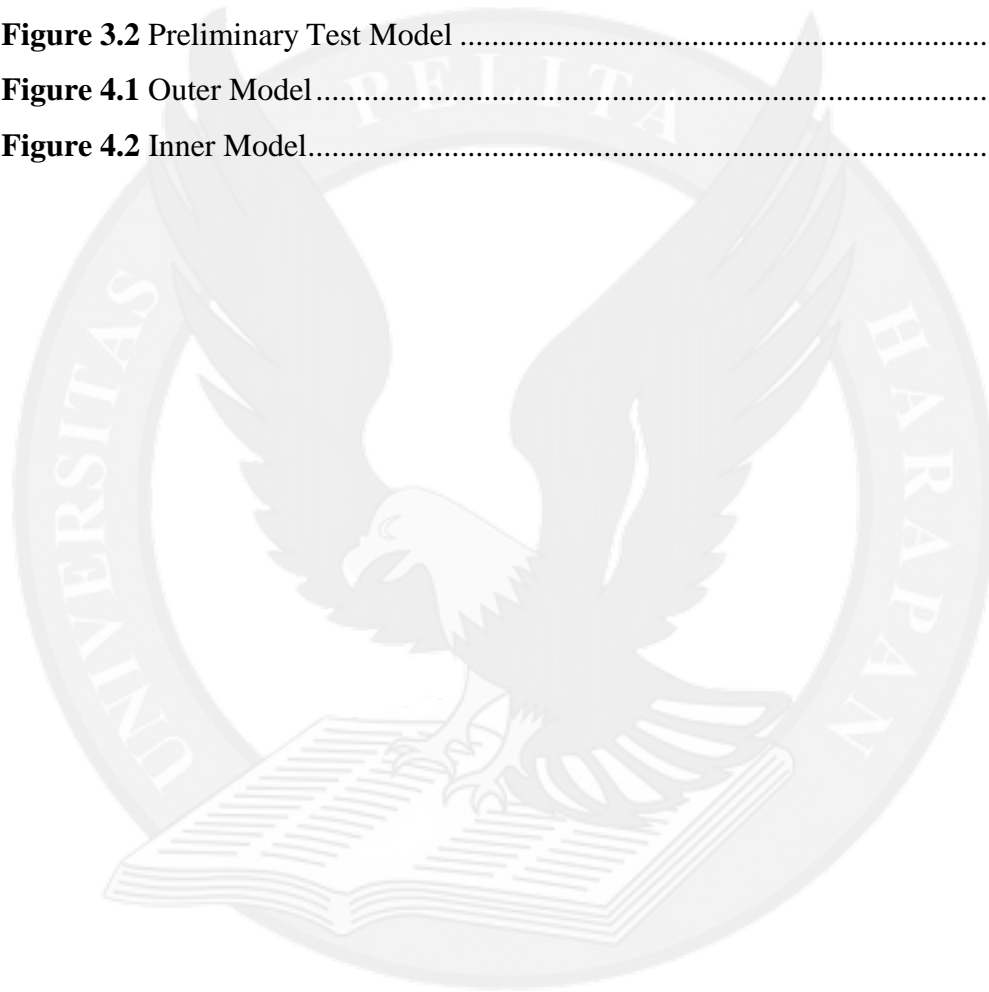 Figure 3.2 Preliminary Test Model ........................................................................................
Figure 4.1 Outer Model........................................................................................
Figure 4.2 Inner Model........................................................................................
UNIVERSITAS PELITA HARAPAN